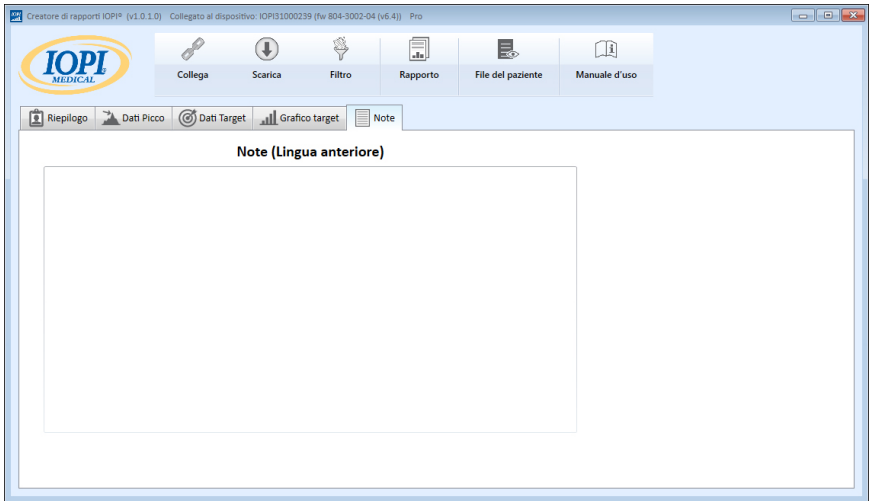 Creatore di rapporti IOPI® (v1.0.1.0) Collegato al dispositivo: IOPI31000239 (fw 804-3002-04 (v6.4)) Pro
IOPI
MEDICAL
Collega Scarica Filtro Rapporto File del paziente Manuale d'uso
Riepilogo Dati Picco Dati Target Grafico target Note
Note (Lingua anteriore)